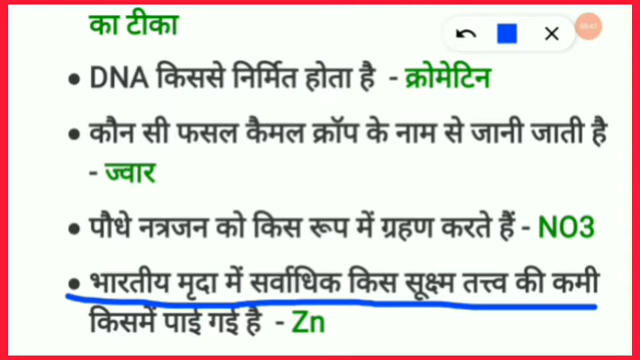 का टीका
• DNA किससे निर्मित होता है - क्रोमेटिन
• कौन सी फसल कैमल क्रॉप के नाम से जानी जाती है
- ज्वार
• पौधे नत्रजन को किस रूप में ग्रहण करते हैं - NO3
• भारतीय मृदा में सर्वाधिक किस सूक्ष्म तत्त्व की कमी
किसमें पाई गई है - Zn